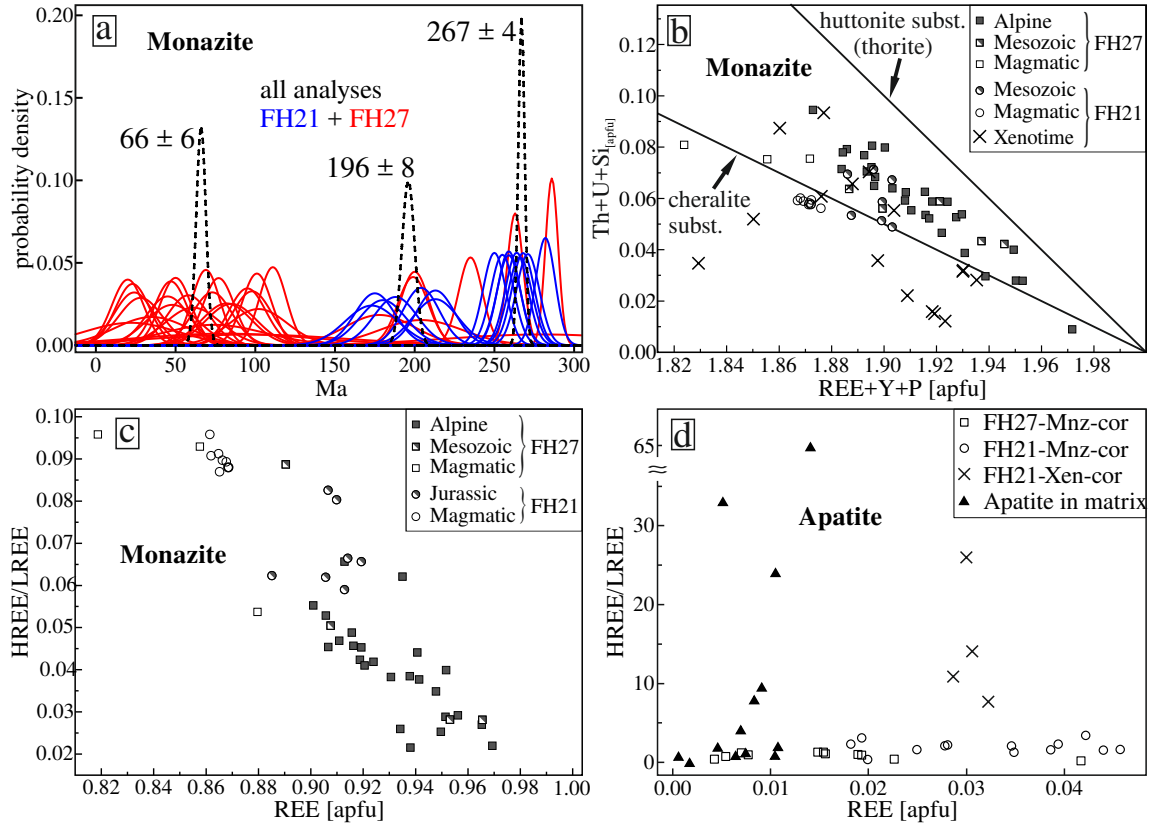 a
Monazite
267 ± 4
all analyses
FH21 + FH27
66 ± 6
196 ± 8
probability density
0.20
0.15
0.10
0.05
0.00
0 50 100 150 200 250 300
Ma
b
Monazite
huttonite subst.
(thorite)
cheralite
subst.
Alpine
Mesozoic
Magmatic
FH27
Mesozoic
Magmatic
FH21
Xenotime
Th+U+Si[apfu]
0.12
0.10
0.08
0.06
0.04
0.02
0.00
1.82 1.84 1.86 1.88 1.90 1.92 1.94 1.96 1.98
REE+Y+P [apfu]
c
Monazite
Alpine
Mesozoic
Magmatic
FH27
Jurassic
Magmatic
FH21
HREE/LREE
0.10
0.09
0.08
0.07
0.06
0.05
0.04
0.03
0.02
0.82 0.84 0.86 0.88 0.90 0.92 0.94 0.96 0.98 1.00
REE [apfu]
d
Apatite
FH27-Mnz-cor
FH21-Mnz-cor
FH21-Xen-cor
Apatite in matrix
HREE/LREE
65
30
20
10
0
0.00 0.01 0.02 0.03 0.04
REE [apfu]